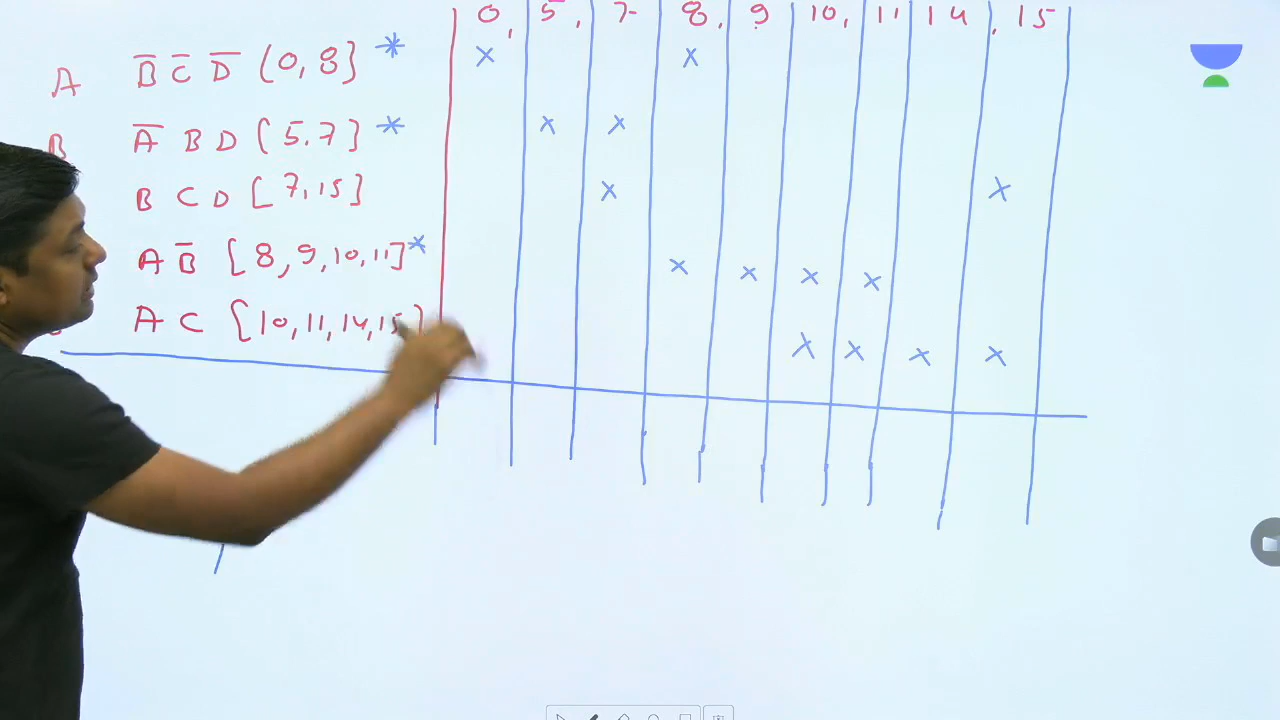 0, 5, 7 8, 9 10, 11 14, 15
A B̅ C̅ D̅ (0,8] * × ×
B A̅ B D (5.7] * × ×
B C D [7,15] × ×
A B̅ [8,9,10,11] * × × × ×
A C {10,11,14,15] × × × ×